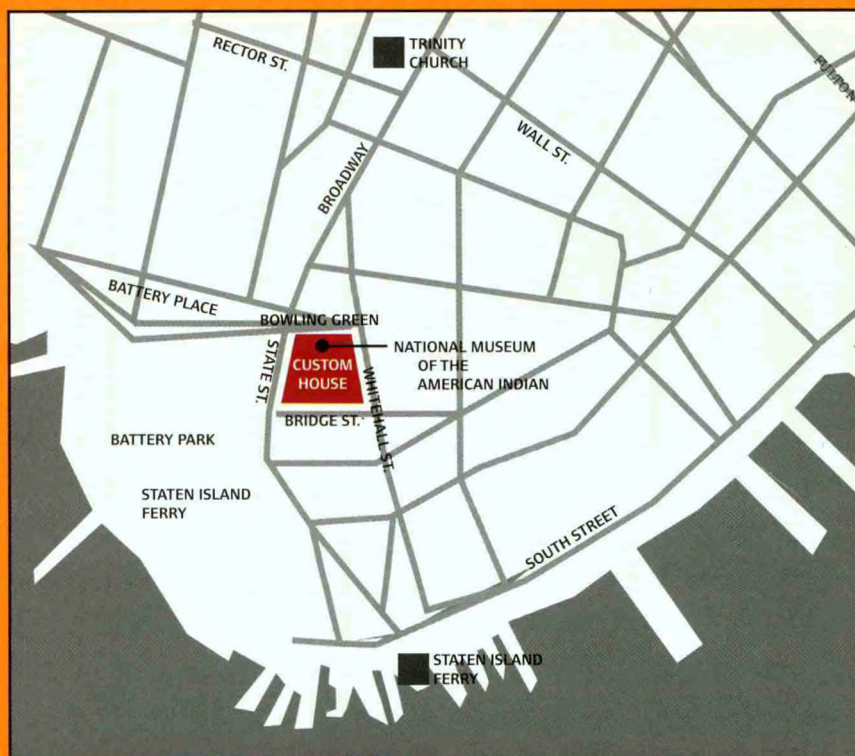 TRINITY
CHURCH
RECTOR ST.
FULTON
WALL ST.
BROADWAY
BATTERY PLACE
BOWLING GREEN
NATIONAL MUSEUM
OF THE
AMERICAN INDIAN
STATE ST.
CUSTOM
HOUSE
WHITEHALL ST.
BRIDGE ST.
BATTERY PARK
STATEN ISLAND
FERRY
SOUTH STREET
STATEN ISLAND
FERRY